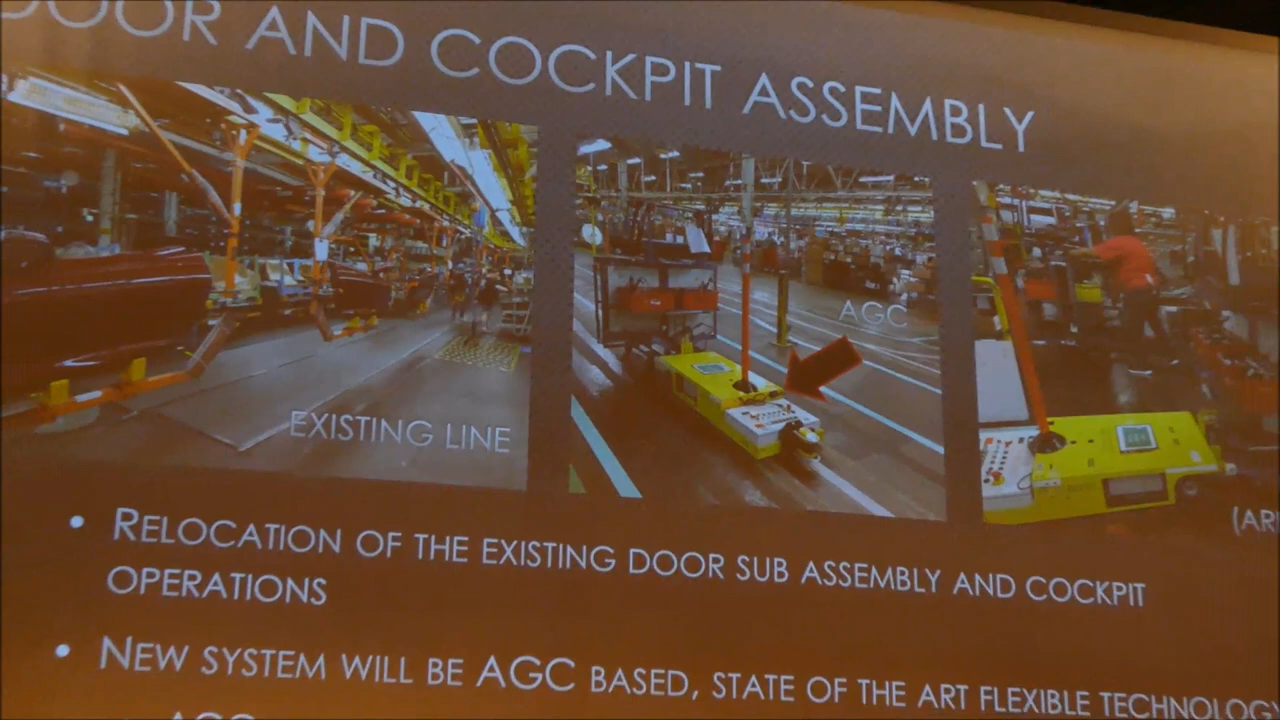 DOOR AND COCKPIT ASSEMBLY
AGC
EXISTING LINE
• RELOCATION OF THE EXISTING DOOR SUB ASSEMBLY AND COCKPIT
OPERATIONS
• NEW SYSTEM WILL BE AGC BASED, STATE OF THE ART FLEXIBLE TECHNOLOGY